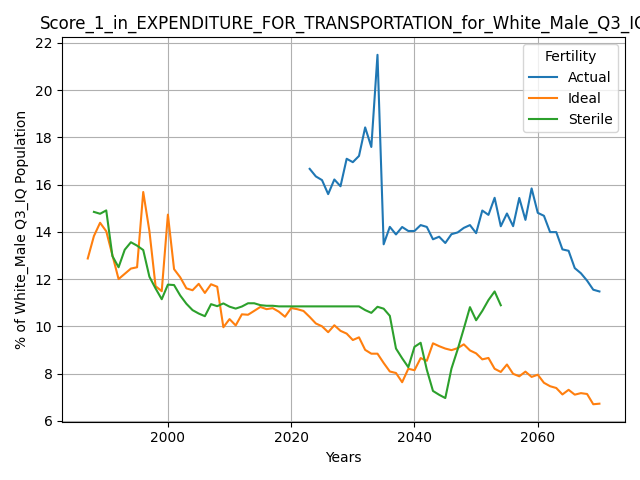 Score_1_in_EXPENDITURE_FOR_TRANSPORTATION_for_White_Male_Q3_IQ
Fertility
Actual
Ideal
Sterile
22
20
18
16
14
12
10
8
6
% of White_Male Q3_IQ Population
2000
2020
2040
2060
Years